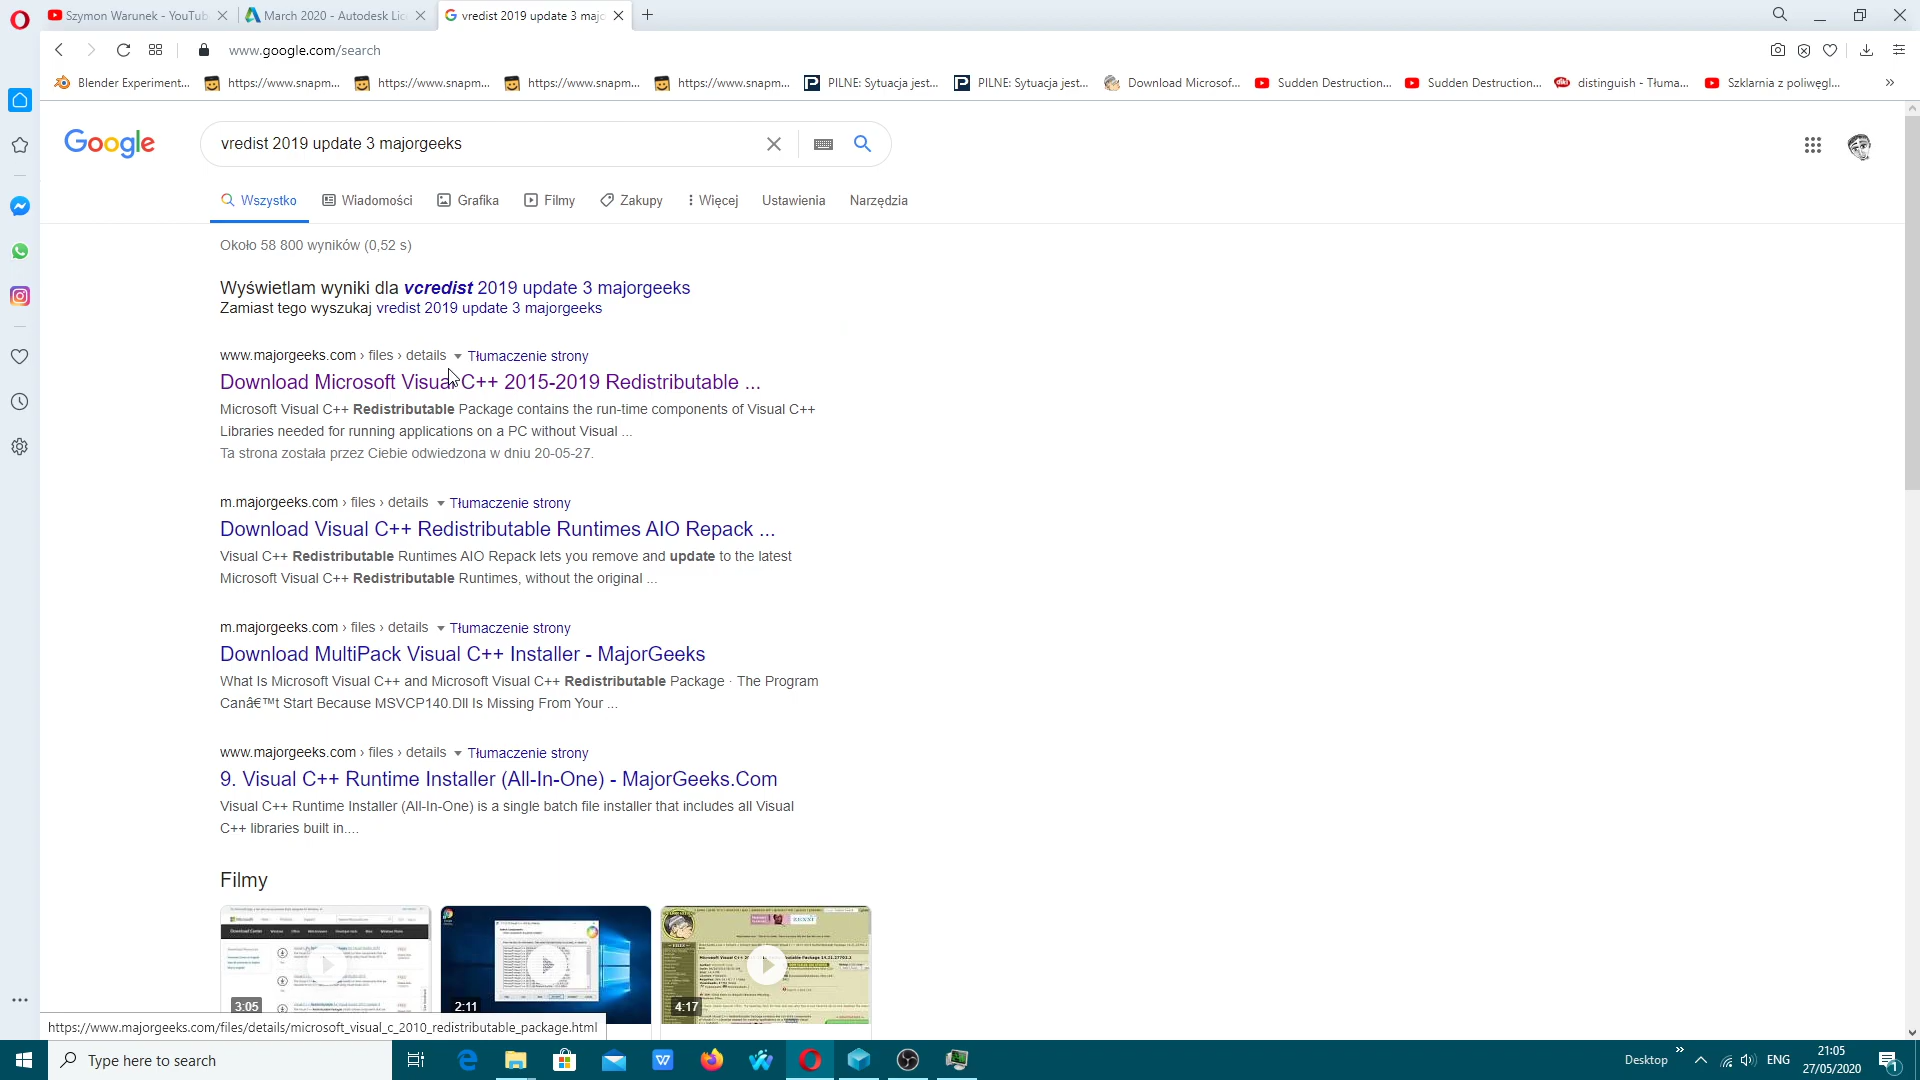 Szymon Warunek - YouTub
March 2020 - Autodesk Lic
vredist 2019 update 3 majo
www.google.com/search
Blender Experiment...
https://www.snapm...
https://www.snapm...
https://www.snapm...
https://www.snapm...
PILNE: Sytuacja jest...
PILNE: Sytuacja jest...
Download Microsof...
Sudden Destruction...
Sudden Destruction...
distinguish - Tłuma...
Szklarnia z poliwęgl...
Google
vredist 2019 update 3 majorgeeks
Wszystko
Wiadomości
Grafika
Filmy
Zakupy
Więcej
Ustawienia
Narzędzia
Około 58 800 wyników (0,52 s)
Wyświetlam wyniki dla vcredist 2019 update 3 majorgeeks
Zamiast tego wyszukaj vredist 2019 update 3 majorgeeks
www.majorgeeks.com › files › details Tłumaczenie strony
Download Microsoft Visual C++ 2015-2019 Redistributable ...
Microsoft Visual C++ Redistributable Package contains the run-time components of Visual C++
Libraries needed for running applications on a PC without Visual ...
Ta strona została przez Ciebie odwiedzona w dniu 20-05-27.
m.majorgeeks.com › files › details Tłumaczenie strony
Download Visual C++ Redistributable Runtimes AIO Repack ...
Visual C++ Redistributable Runtimes AIO Repack lets you remove and update to the latest
Microsoft Visual C++ Redistributable Runtimes, without the original ...
m.majorgeeks.com › files › details Tłumaczenie strony
Download MultiPack Visual C++ Installer - MajorGeeks
What Is Microsoft Visual C++ and Microsoft Visual C++ Redistributable Package · The Program
Canâ€™t Start Because MSVCP140.Dll Is Missing From Your ...
www.majorgeeks.com › files › details Tłumaczenie strony
9. Visual C++ Runtime Installer (All-In-One) - MajorGeeks.Com
Visual C++ Runtime Installer (All-In-One) is a single batch file installer that includes all Visual
C++ libraries built in....
Filmy
3:05
2:11
4:17
https://www.majorgeeks.com/files/details/microsoft_visual_c_2010_redistributable_package.html
Type here to search
Desktop
ENG
21:05
27/05/2020
1